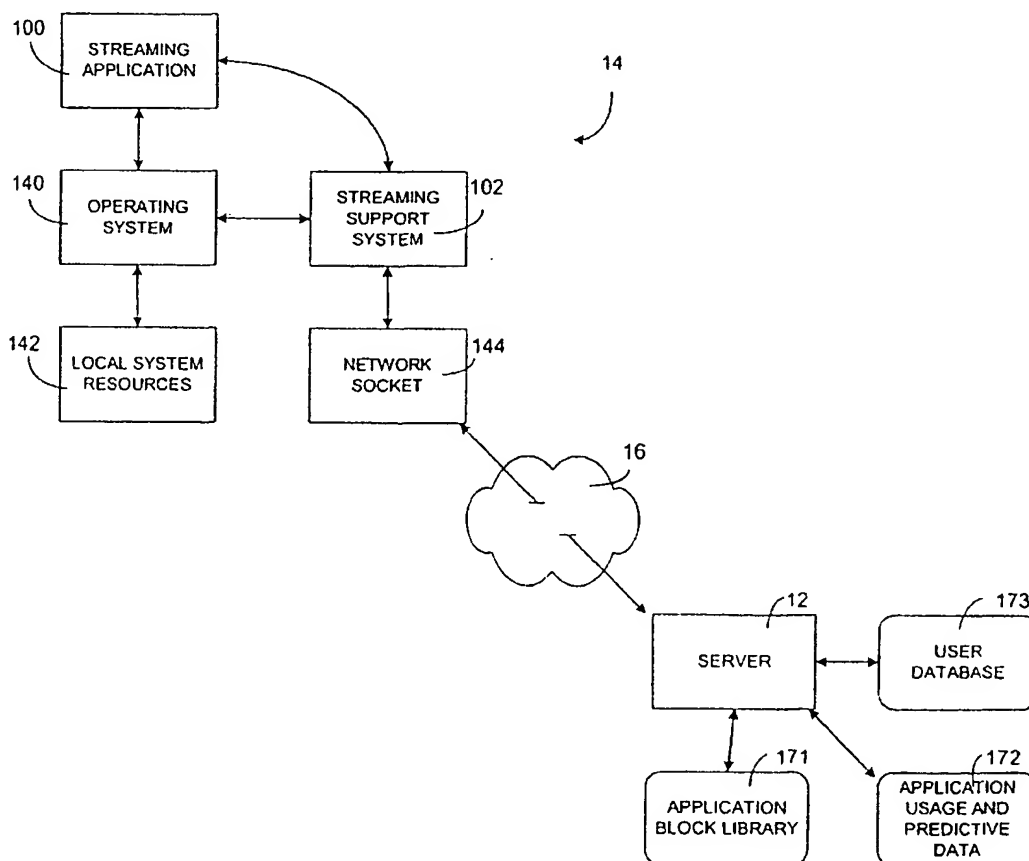 100
STREAMING
APPLICATION
14
140
OPERATING
SYSTEM
102
STREAMING
SUPPORT
SYSTEM
142
LOCAL SYSTEM
RESOURCES
144
NETWORK
SOCKET
16
12
SERVER
173
USER
DATABASE
171
APPLICATION
BLOCK LIBRARY
172
APPLICATION
USAGE AND
PREDICTIVE
DATA